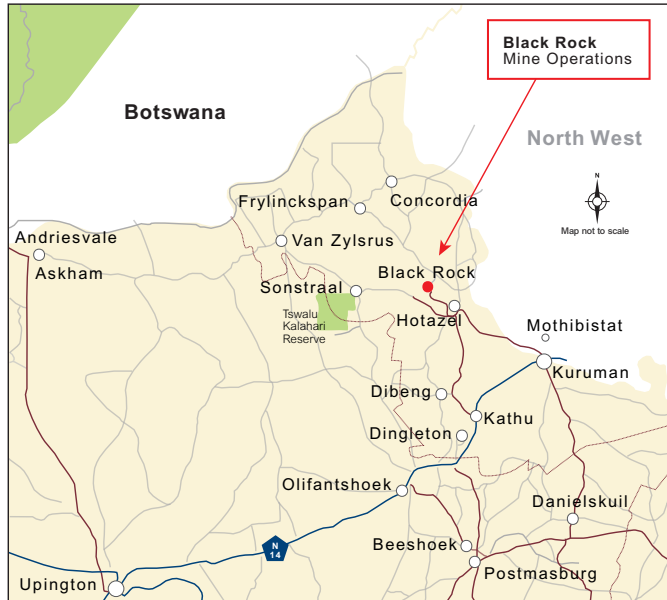 Black Rock
Mine Operations
Botswana
North West
N
Map not to scale
Concordia
Frylinckspan
Andriesvale
Van Zylsrus
Askham
Black Rock
Sonstraal
Tswalu
Kalahari
Reserve
Hotazel
Mothibistat
Kuruman
Dibeng
Kathu
Dingleton
Olifantshoek
Danielskuil
N
14
Beeshoek
Postmasburg
Upington